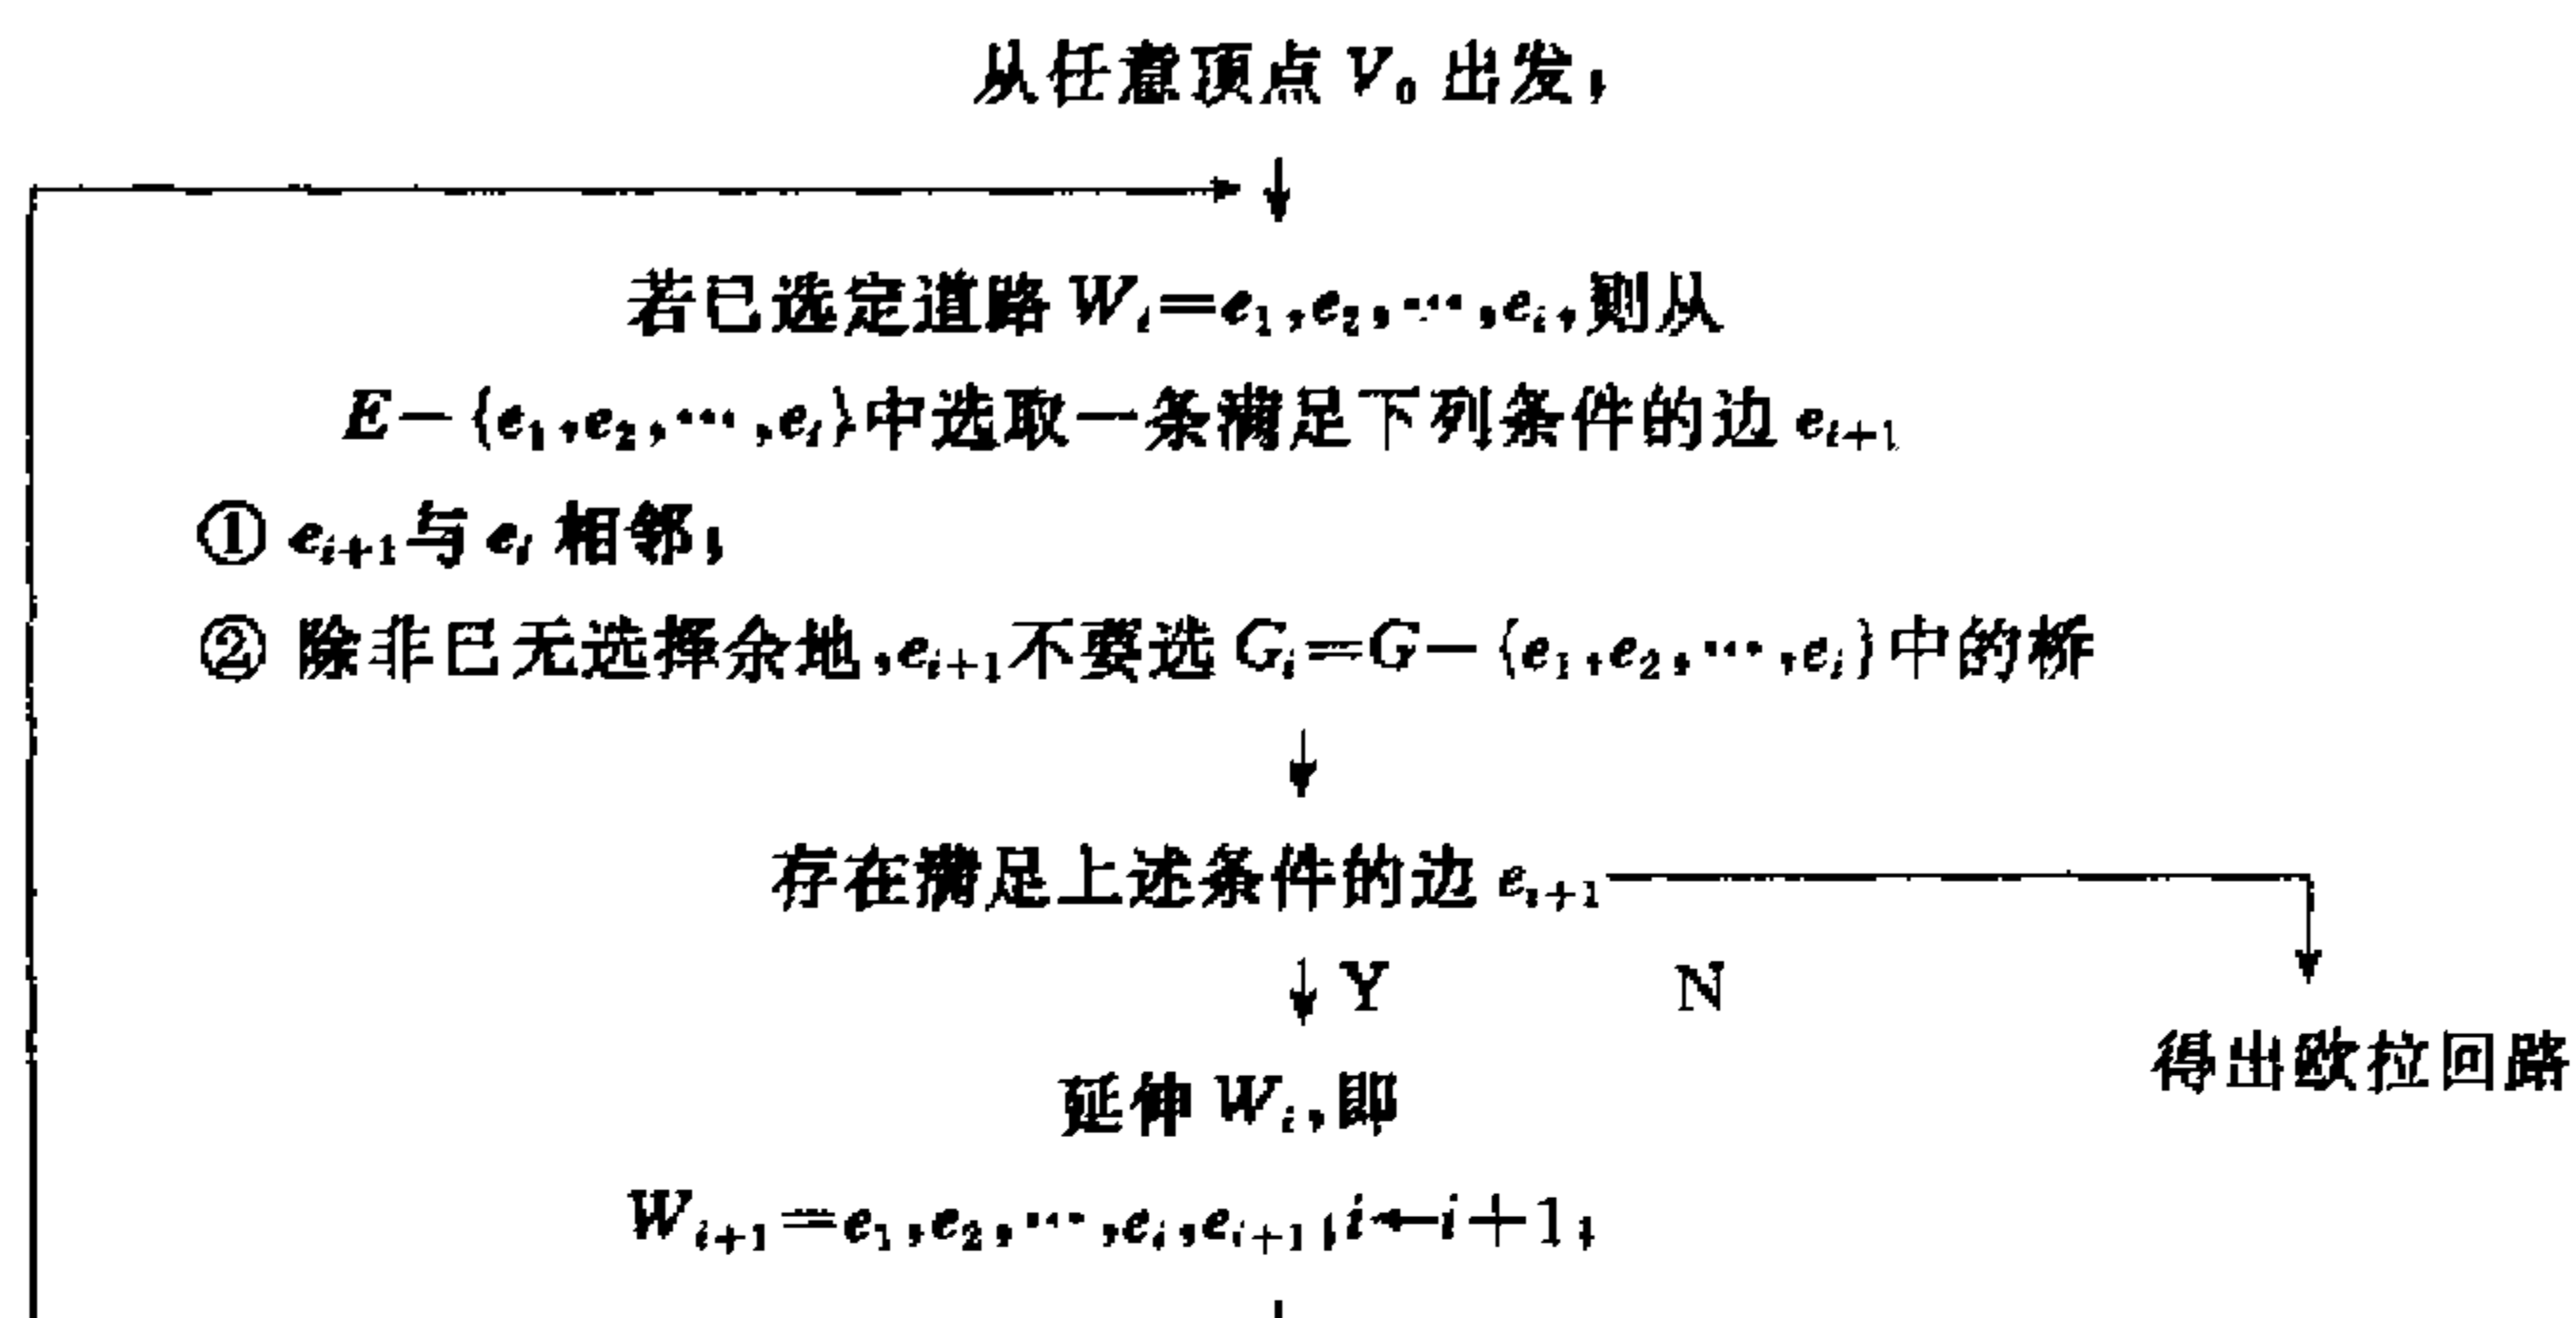 从任意顶点 V₀ 出发;
若已选定道路 Wᵢ=e₁,e₂,…,eᵢ,则从
E-{e₁,e₂,…,eᵢ}中选取一条满足下列条件的边 eᵢ₊₁
① eᵢ₊₁与 eᵢ 相邻;
② 除非已无选择余地,eᵢ₊₁不要选 Gᵢ=G-{e₁,e₂,…,eᵢ}中的桥
存在满足上述条件的边 eᵢ₊₁
Y N
得出欧拉回路
延伸 Wᵢ,即
Wᵢ₊₁=e₁,e₂,…,eᵢ,eᵢ₊₁;i←i+1;